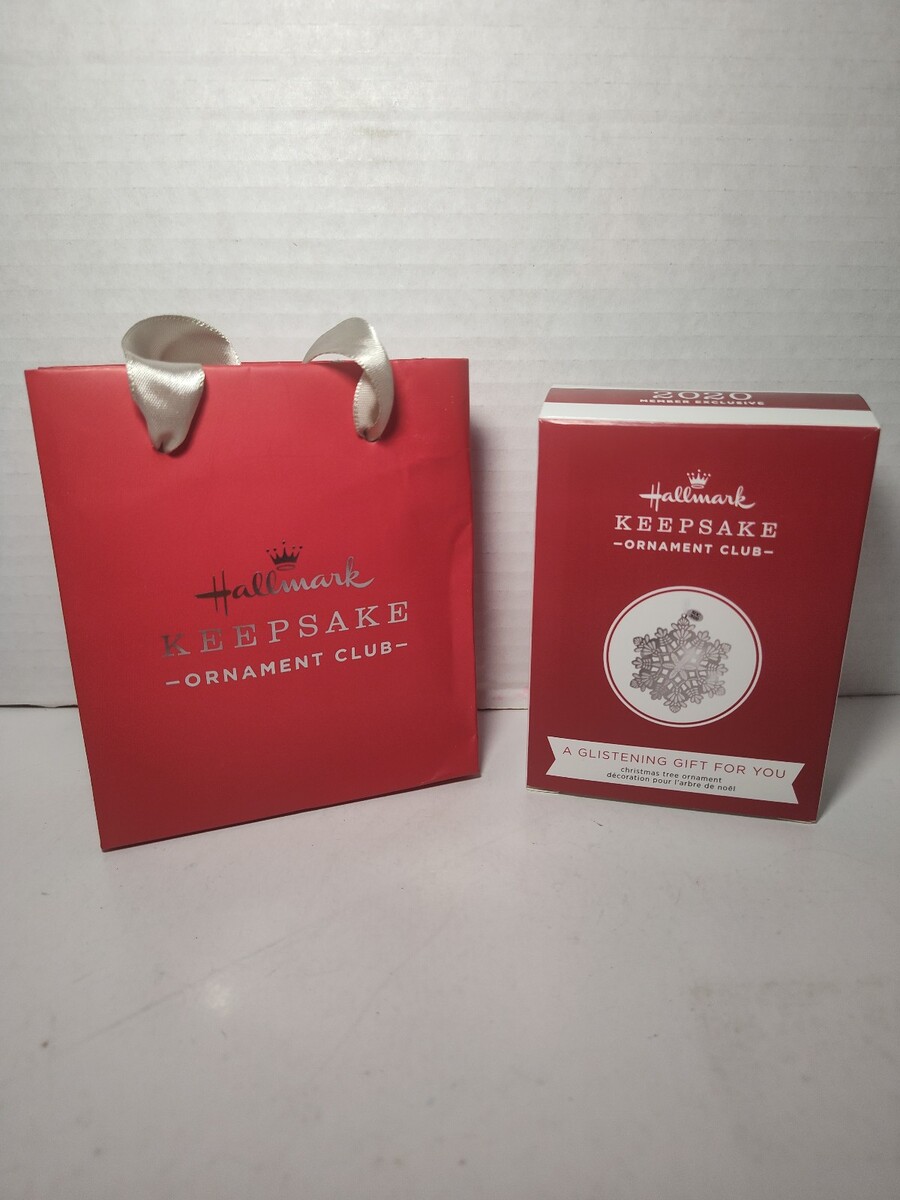 Hallmark
KEEPSAKE
–ORNAMENT CLUB–
2020
MEMBER EXCLUSIVE
Hallmark
KEEPSAKE
–ORNAMENT CLUB–
A GLISTENING GIFT FOR YOU
christmas tree ornament
décoration pour l'arbre de noël